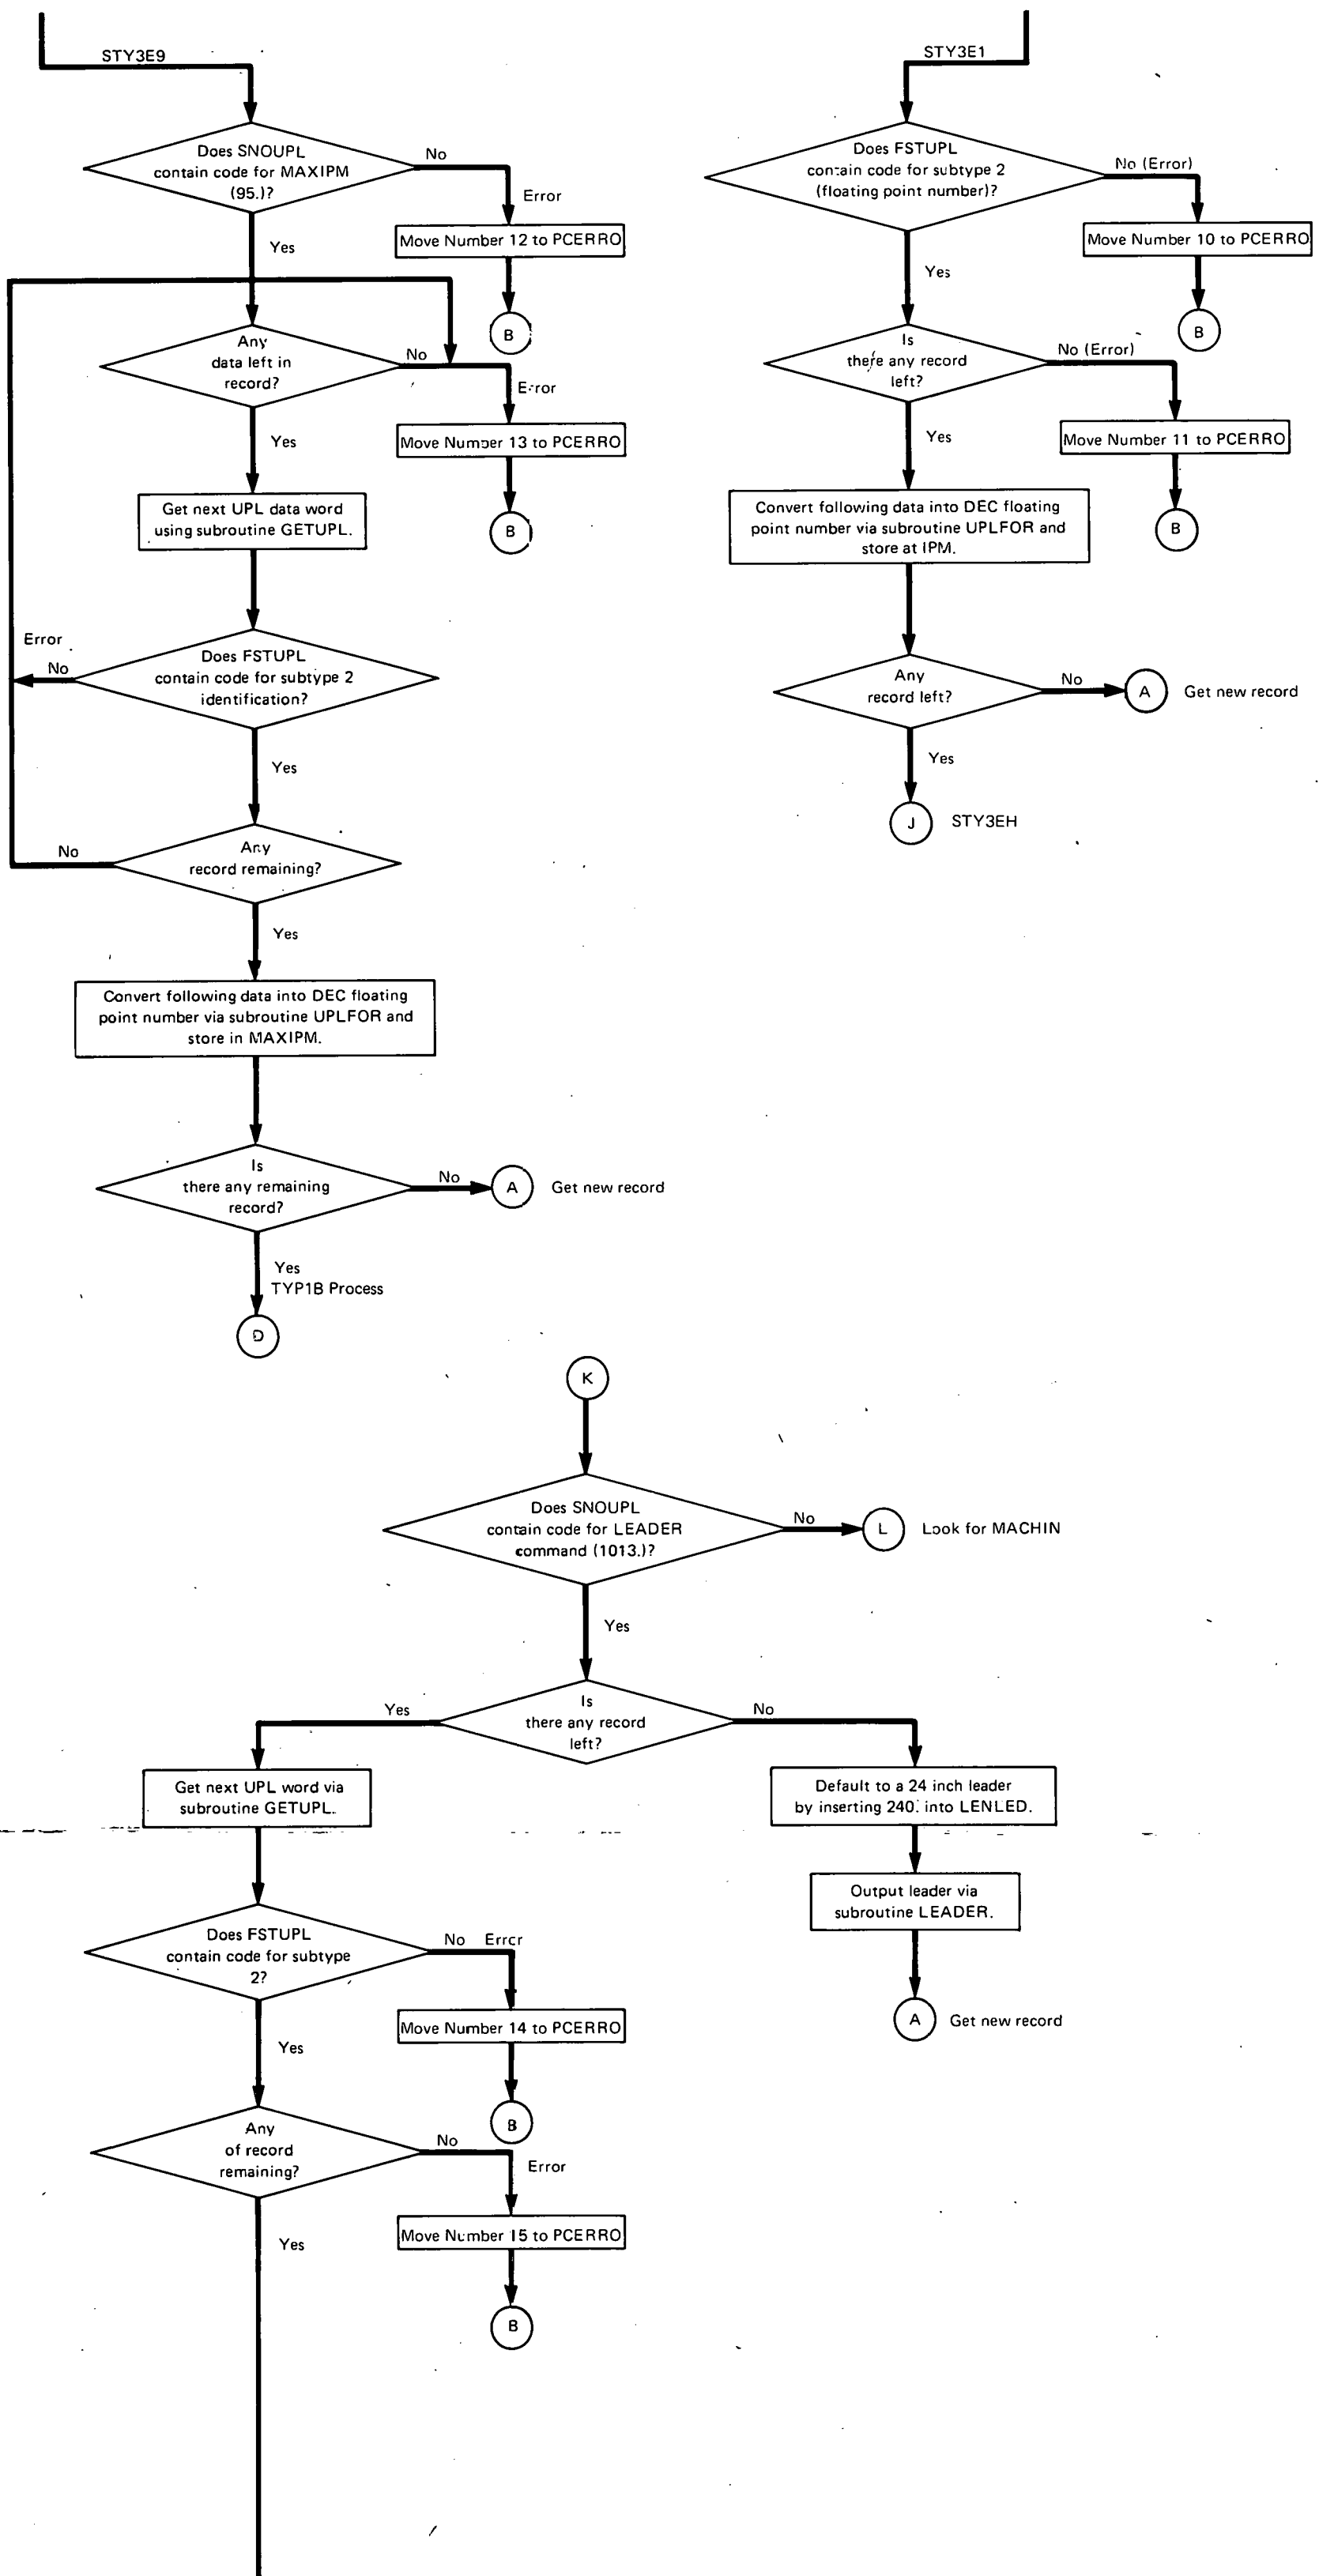 STY3E9
Does SNOUPL
contain code for MAXIPM
(95.)?
No
Error
Move Number 12 to PCERRO
B
Yes
Any
data left in
record?
No
Error
Move Number 13 to PCERRO
B
Yes
Get next UPL data word
using subroutine GETUPL.
Does FSTUPL
contain code for subtype 2
identification?
Error
No
Yes
Any
record remaining?
No
Yes
Convert following data into DEC floating
point number via subroutine UPLFOR and
store in MAXIPM.
Is
there any remaining
record?
No
A
Get new record
Yes
TYP1B Process
D
STY3E1
Does FSTUPL
contain code for subtype 2
(floating point number)?
No (Error)
Move Number 10 to PCERRO
B
Yes
Is
there any record
left?
No (Error)
Move Number 11 to PCERRO
B
Yes
Convert following data into DEC floating
point number via subroutine UPLFOR and
store at IPM.
Any
record left?
No
A
Get new record
Yes
J
STY3EH
K
Does SNOUPL
contain code for LEADER
command (1013.)?
No
L
Look for MACHIN
Yes
Is
there any record
left?
Yes
No
Get next UPL word via
subroutine GETUPL.
Default to a 24 inch leader
by inserting 240. into LENLED.
Output leader via
subroutine LEADER.
A
Get new record
Does FSTUPL
contain code for subtype
2?
No Error
Move Number 14 to PCERRO
B
Yes
Any
of record
remaining?
No
Error
Move Number 15 to PCERRO
B
Yes